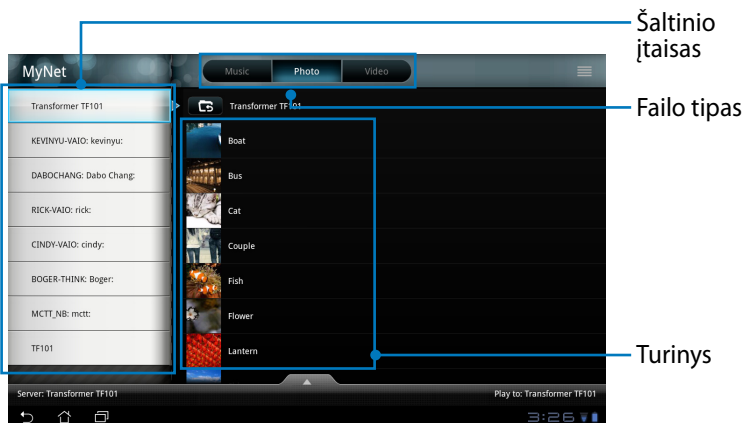 Šaltinio
įtaisas
MyNet
Music Photo Video
Failo tipas
Transformer TF101
Transformer TF101
KEVINYU-VAIO: kevinyu:
DABOCHANG: Dabo Chang:
RICK-VAIO: rick:
CINDY-VAIO: cindy:
BOGER-THINK: Boger:
MCTT_NB: mctt:
TF101
Boat
Bus
Cat
Couple
Fish
Flower
Lantern
Turinys
Server: Transformer TF101
Play to: Transformer TF101
3:26